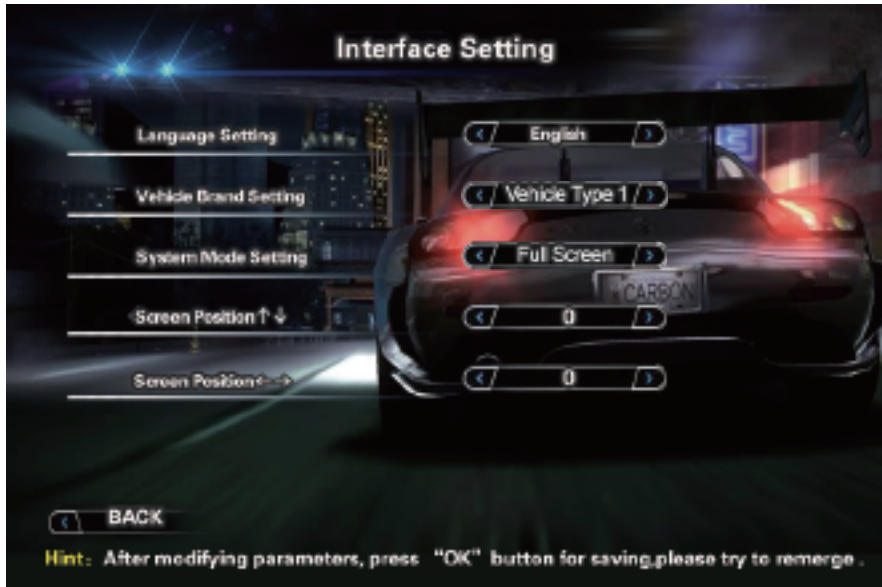 Interface Setting
Language Setting English
Vehicle Brand Setting Vehicle Type 1
System Mode Setting Full Screen
CARBON
Screen Position↑↓ 0
Screen Position←→ 0
BACK
Hint: After modifying parameters, press “OK” button for saving,please try to remerge .